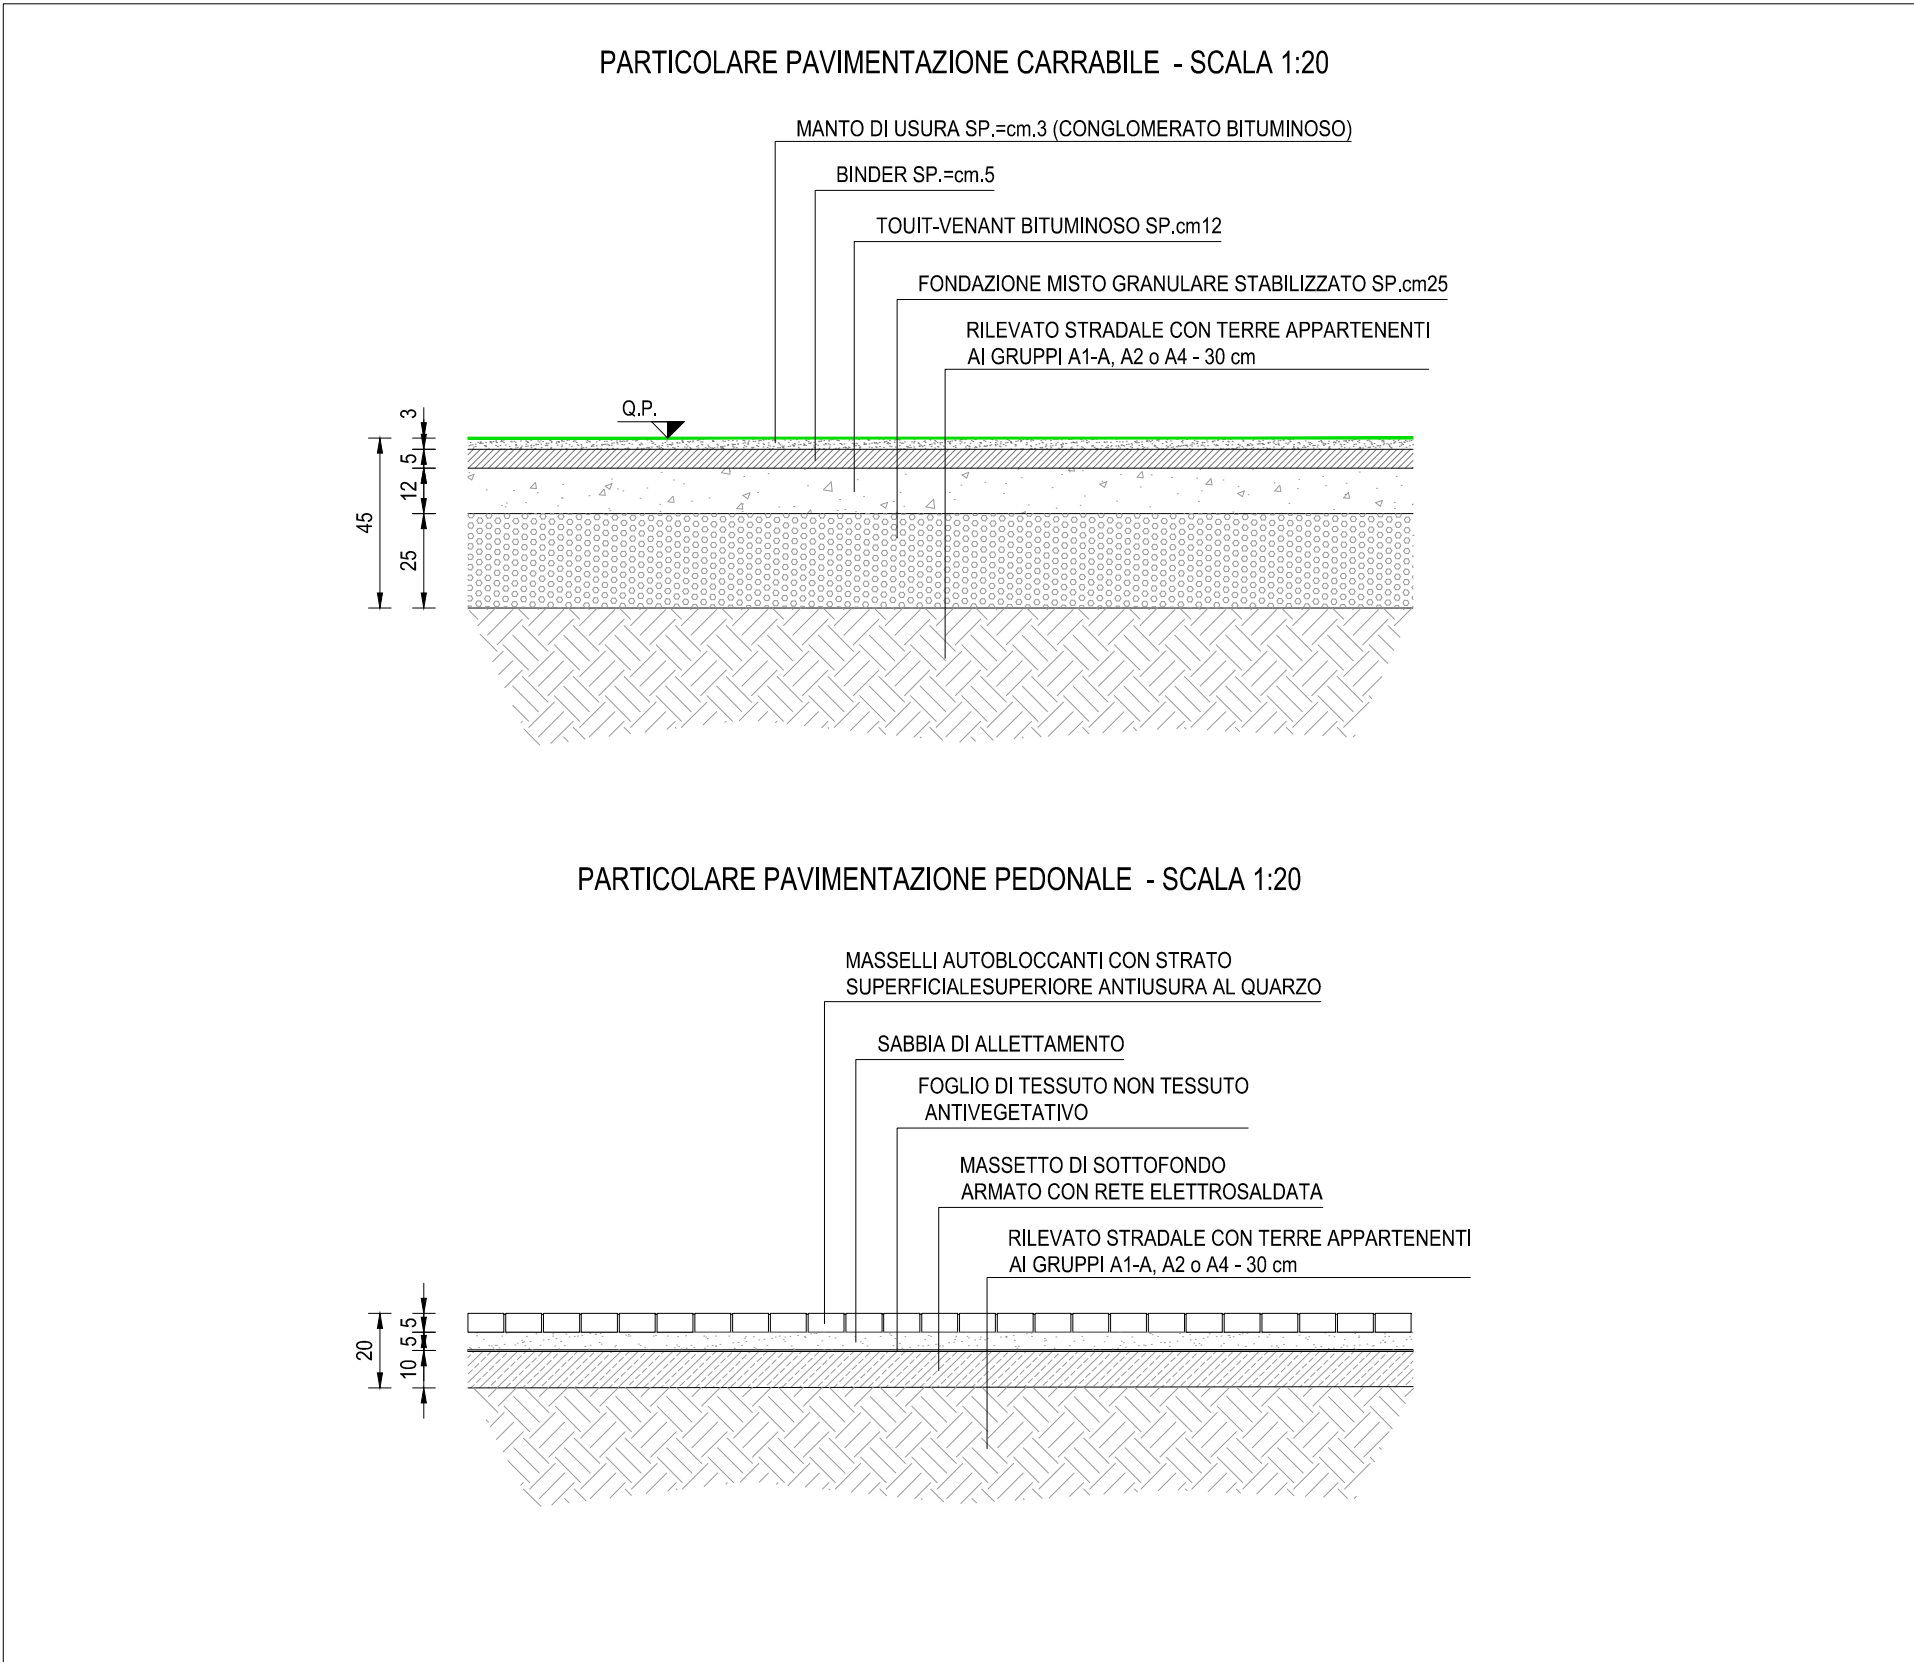 PARTICOLARE PAVIMENTAZIONE CARRABILE - SCALA 1:20
MANTO DI USURA SP.=cm.3 (CONGLOMERATO BITUMINOSO)
BINDER SP.=cm.5
TOUIT-VENANT BITUMINOSO SP.cm12
FONDAZIONE MISTO GRANULARE STABILIZZATO SP.cm25
RILEVATO STRADALE CON TERRE APPARTENENTI
AI GRUPPI A1-A, A2 o A4 - 30 cm
Q.P.
3
5
12
25
45
PARTICOLARE PAVIMENTAZIONE PEDONALE - SCALA 1:20
MASSELLI AUTOBLOCCANTI CON STRATO
SUPERFICIALESUPERIORE ANTIUSURA AL QUARZO
SABBIA DI ALLETTAMENTO
FOGLIO DI TESSUTO NON TESSUTO
ANTIVEGETATIVO
MASSETTO DI SOTTOFONDO
ARMATO CON RETE ELETTROSALDATA
RILEVATO STRADALE CON TERRE APPARTENENTI
AI GRUPPI A1-A, A2 o A4 - 30 cm
5
5
10
20